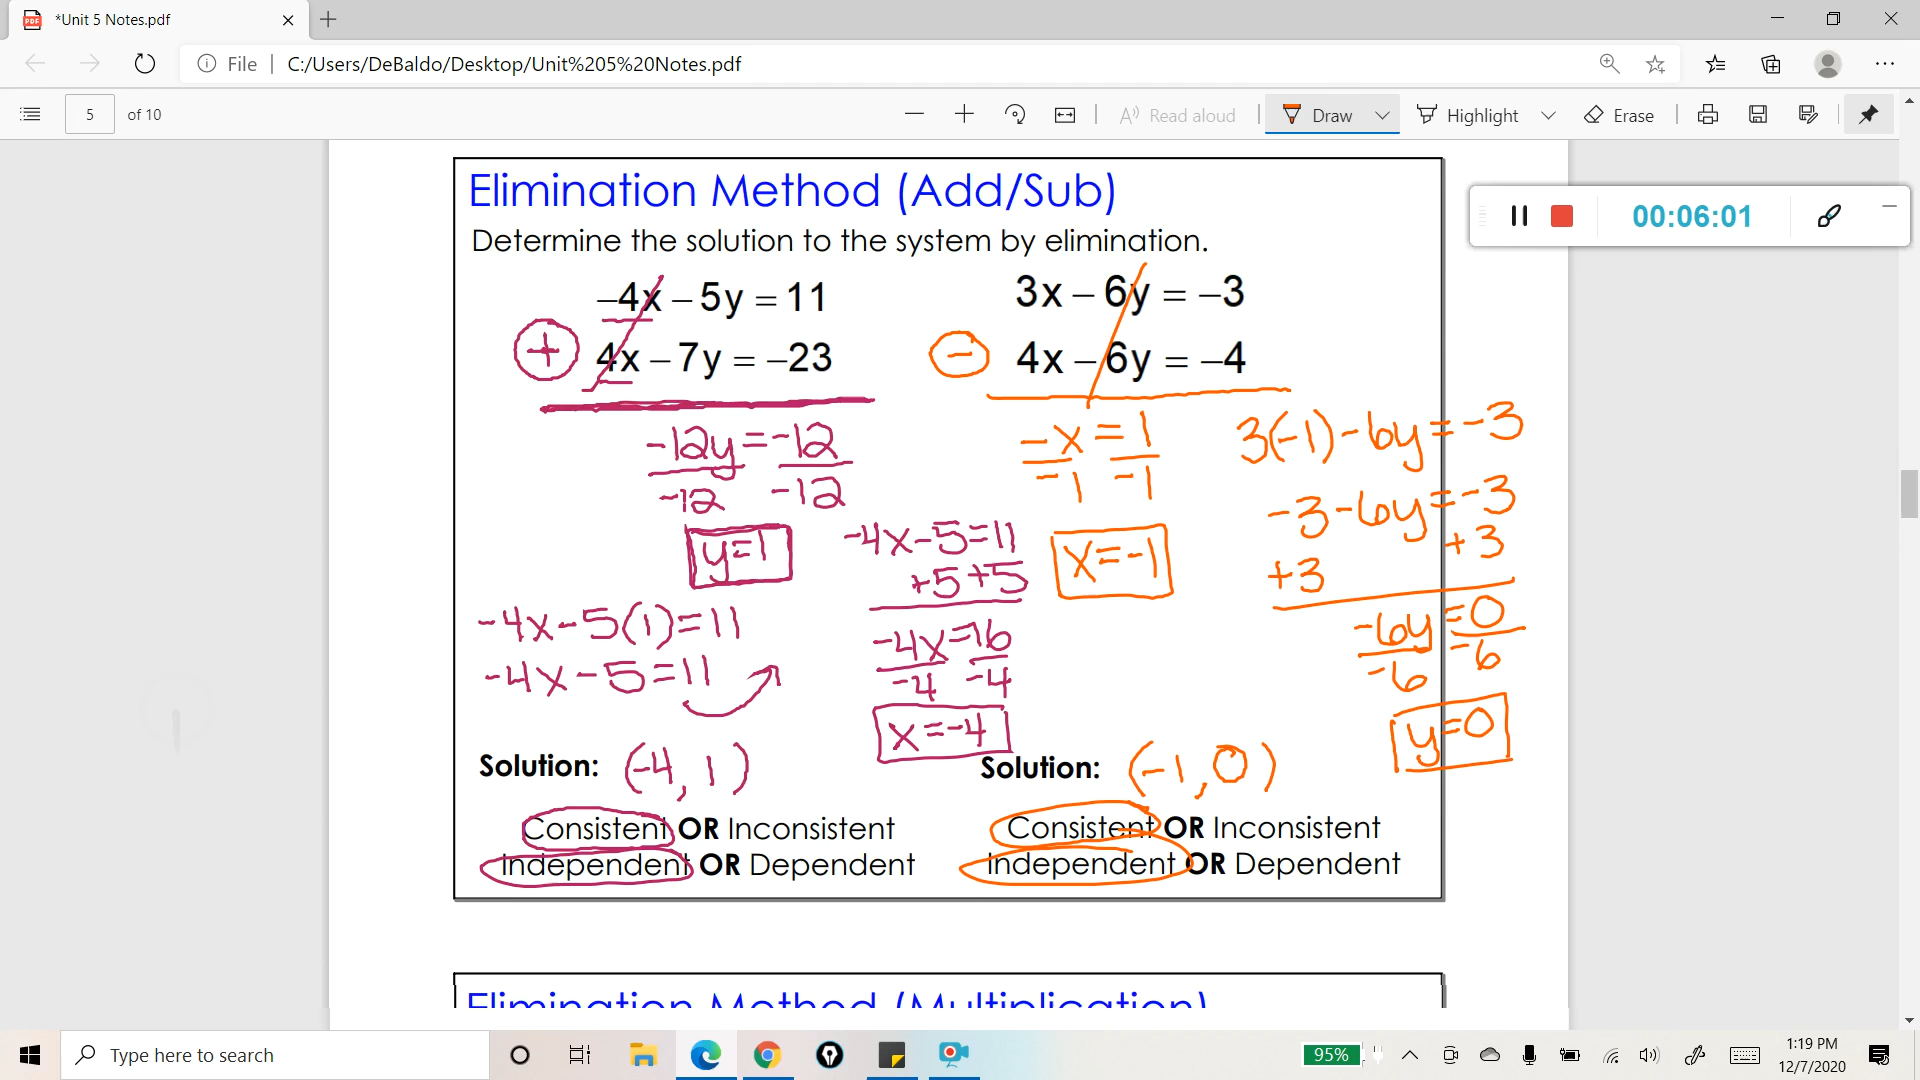 *Unit 5 Notes.pdf
File | C:/Users/DeBaldo/Desktop/Unit%205%20Notes.pdf
5 of 10 Read aloud Draw Highlight Erase
00:06:01
Elimination Method (Add/Sub)
Determine the solution to the system by elimination.
–4x – 5y = 11
+ 4x – 7y = –23
-12y = -12
-12 -12
y=1
-4x-5(1)=11
-4x-5=11
-4x-5=11
+5 +5
-4x=16
-4 -4
x=-4
Solution: (-4, 1)
Consistent OR Inconsistent
Independent OR Dependent
3x – 6y = –3
– 4x – 6y = –4
-x = 1
-1 -1
x=-1
3(-1)-6y=-3
-3-6y=-3
+3 +3
-6y=0
-6 -6
y=0
Solution: (-1, 0)
Consistent OR Inconsistent
Independent OR Dependent
Elimination Method (Multiplication)
Type here to search
95%
1:19 PM
12/7/2020